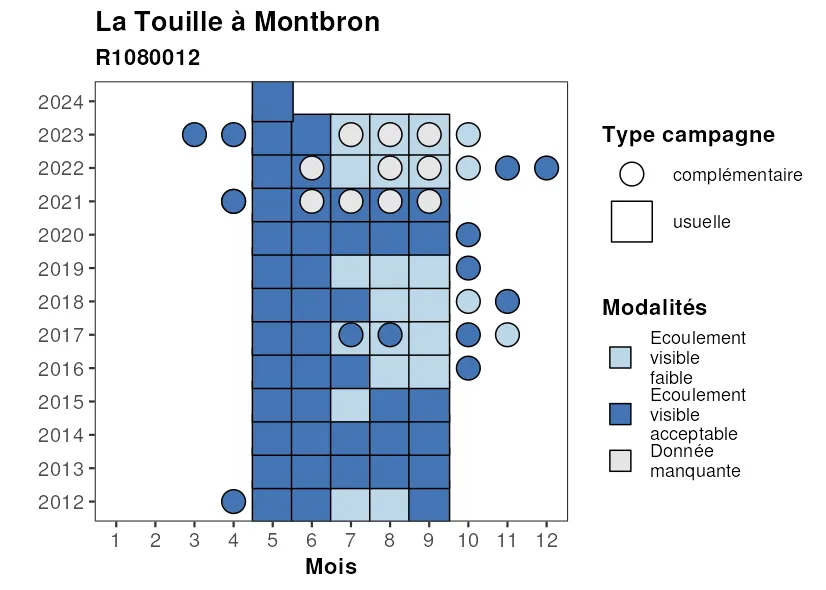 La Touille à Montbron
R1080012
2024
2023
2022
2021
2020
2019
2018
2017
2016
2015
2014
2013
2012
1 2 3 4 5 6 7 8 9 10 11 12
Mois
Type campagne
complémentaire
usuelle
Modalités
Ecoulement
visible
faible
Ecoulement
visible
acceptable
Donnée
manquante